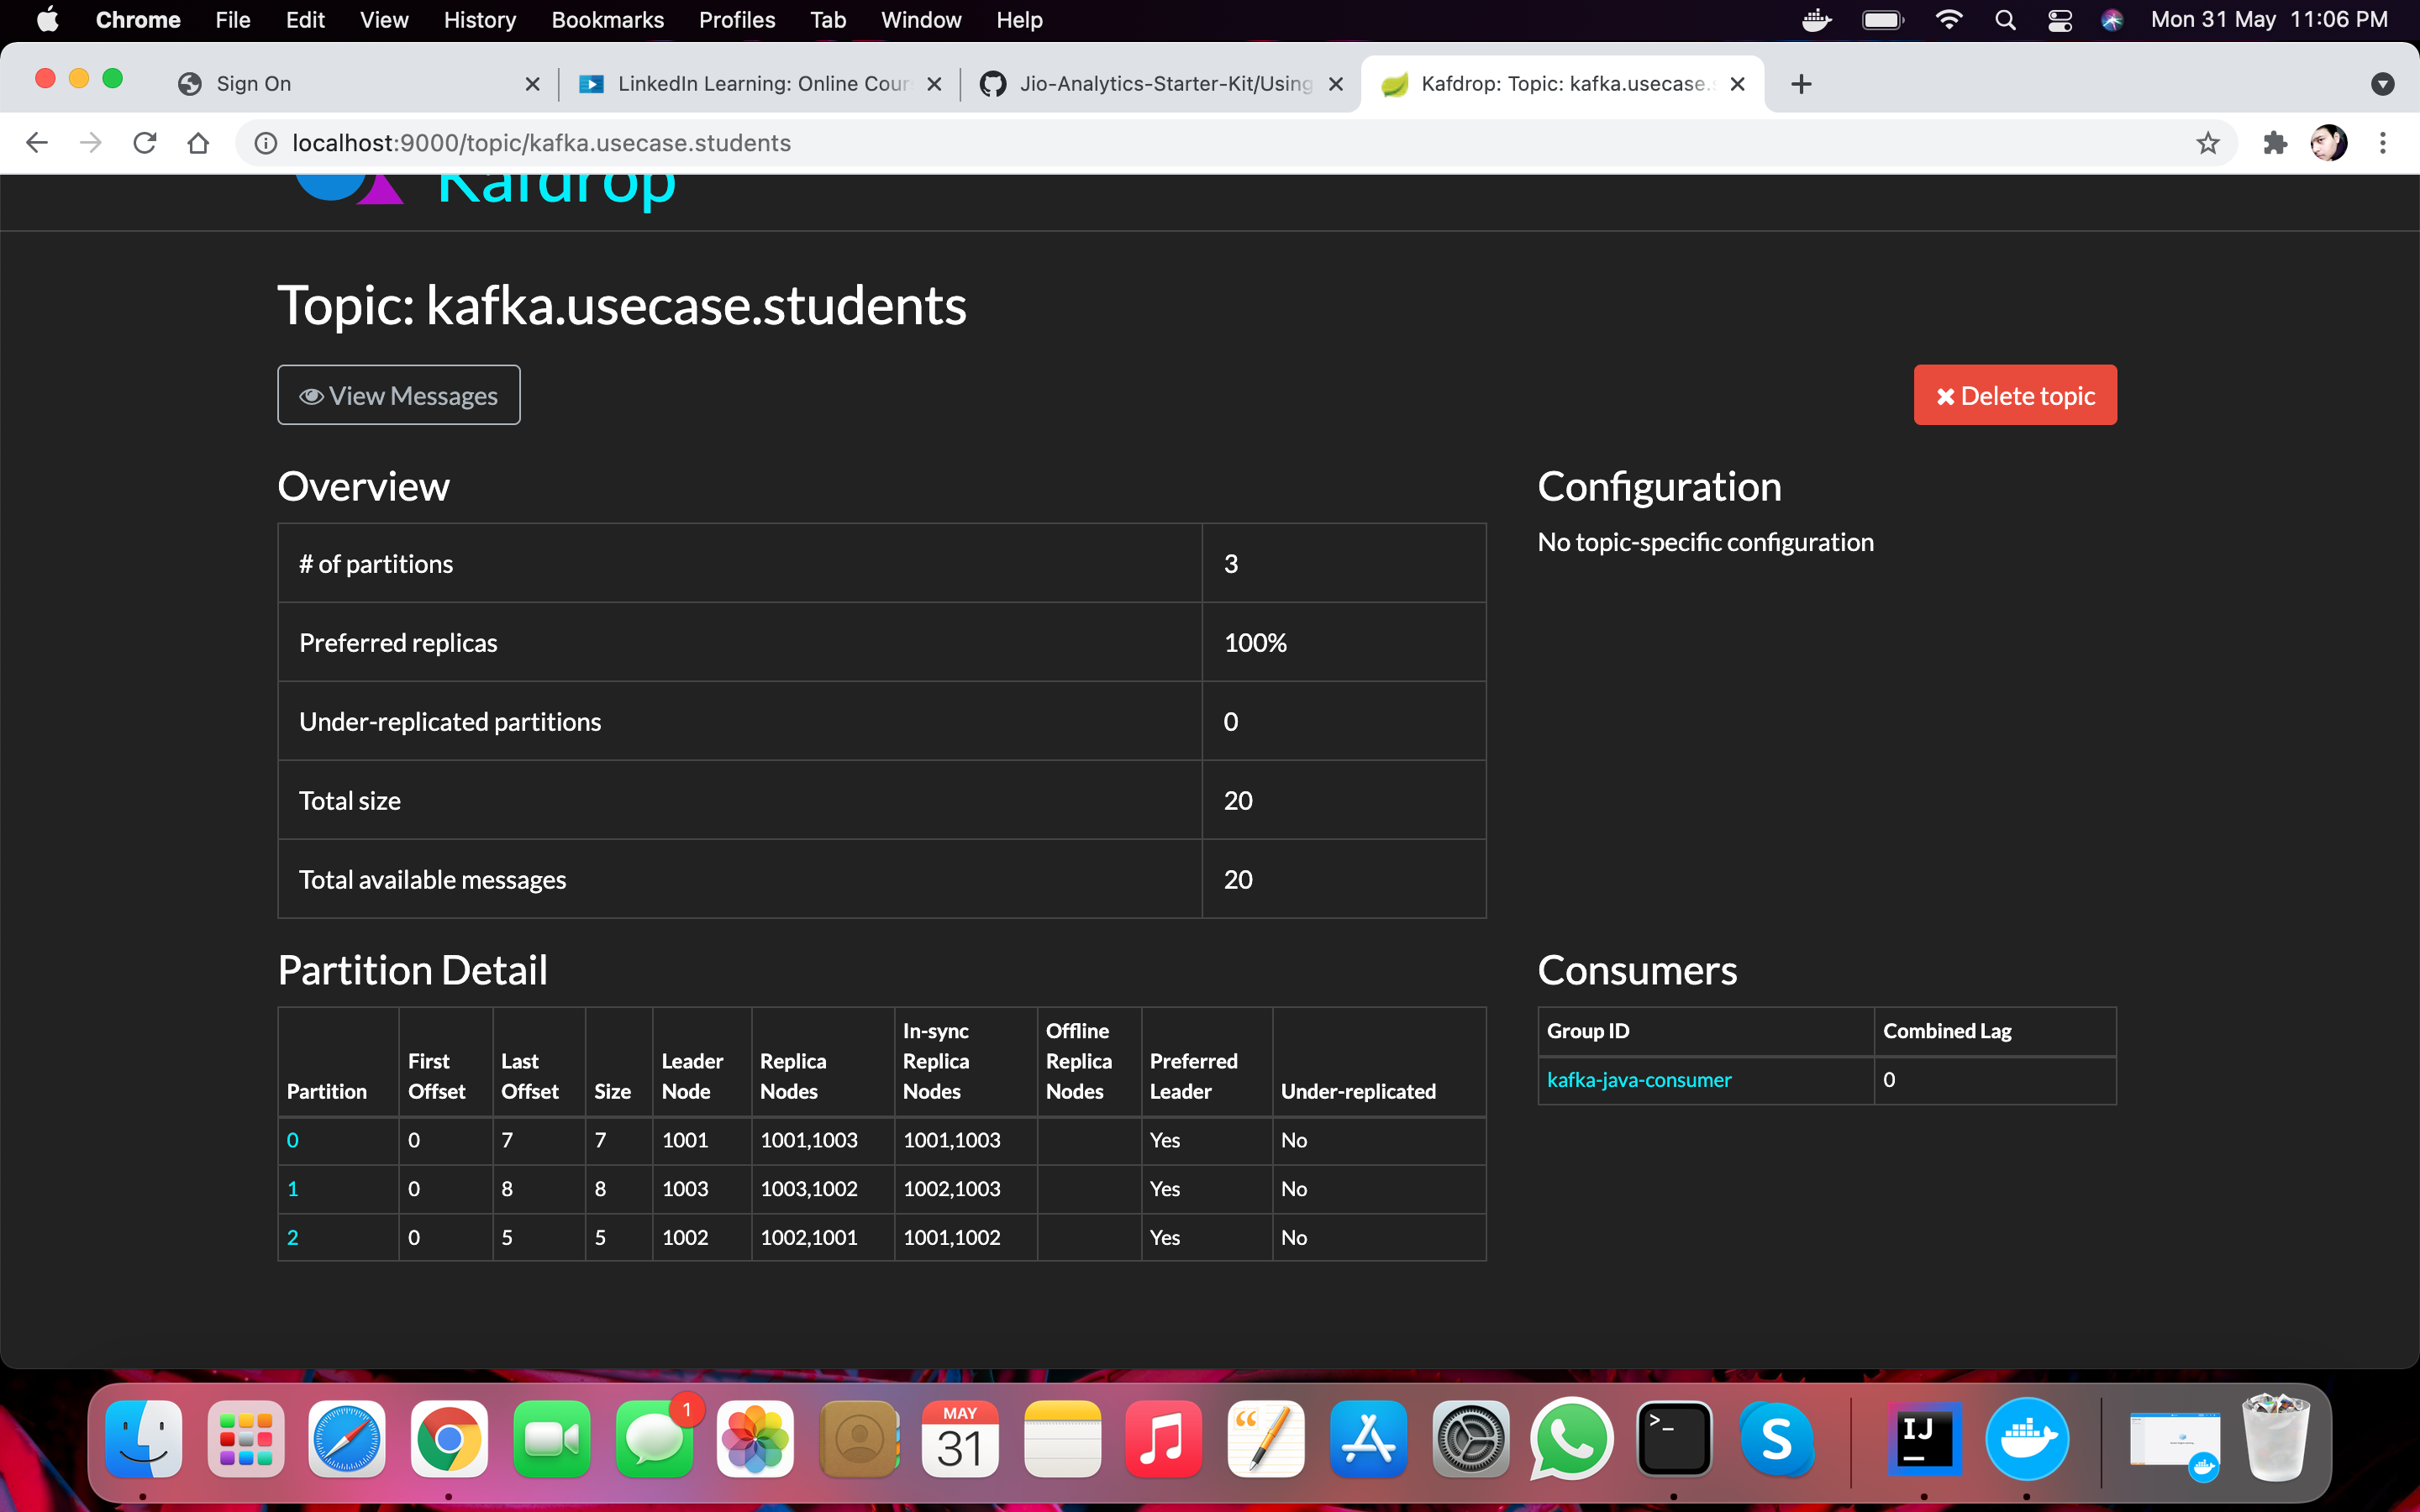 Chrome File Edit View History Bookmarks Profiles Tab Window Help Mon 31 May 11:06 PM
Sign On LinkedIn Learning: Online Cour Jio-Analytics-Starter-Kit/Using Kafdrop: Topic: kafka.usecase.s
localhost:9000/topic/kafka.usecase.students
Kafdrop
Topic: kafka.usecase.students
View Messages Delete topic
Overview
# of partitions 3
Preferred replicas 100%
Under-replicated partitions 0
Total size 20
Total available messages 20
Configuration
No topic-specific configuration
Partition Detail
Partition First Offset Last Offset Size Leader Node Replica Nodes In-sync Replica Nodes Offline Replica Nodes Preferred Leader Under-replicated
0 0 7 7 1001 1001,1003 1001,1003 Yes No
1 0 8 8 1003 1003,1002 1002,1003 Yes No
2 0 5 5 1002 1002,1001 1001,1002 Yes No
Consumers
Group ID Combined Lag
kafka-java-consumer 0
1
MAY
31
>_
S
IJ